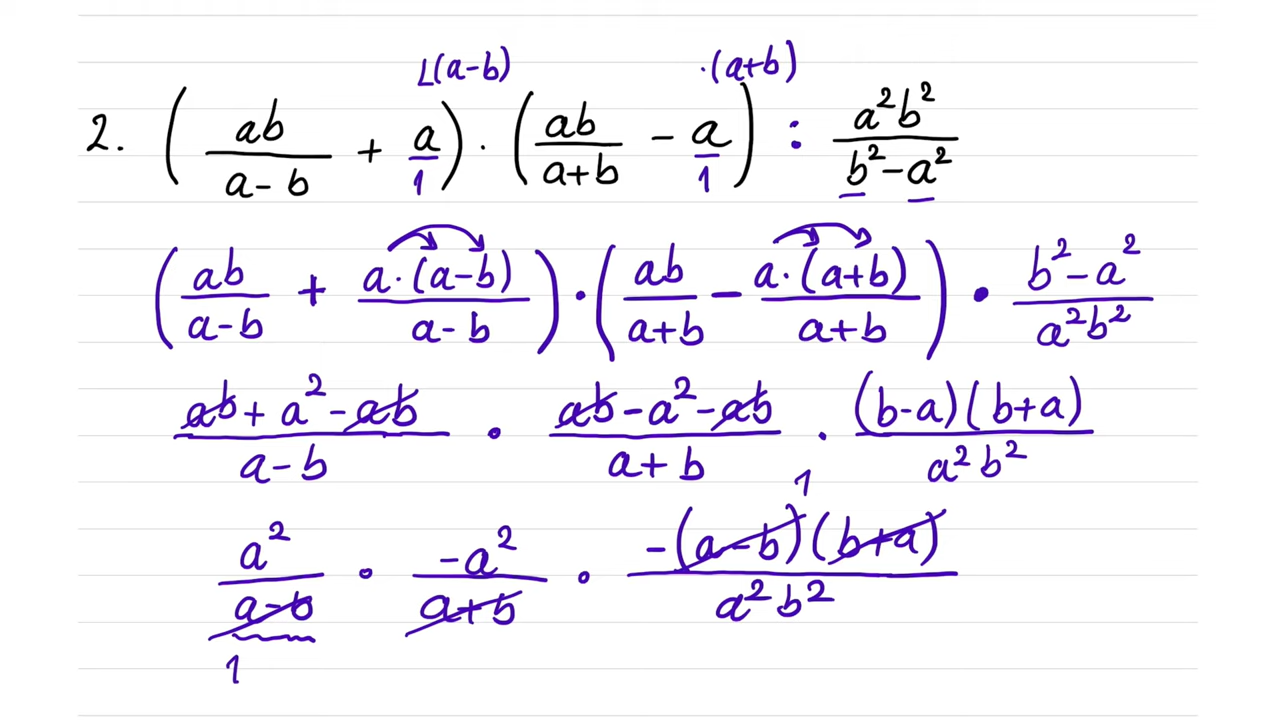 ⌊(a-b) ·(a+b)
2. (ab/(a-b) + a/1) · (ab/(a+b) - a/1) : a²b²/(b²-a²)
(ab/(a-b) + a·(a-b)/(a-b)) · (ab/(a+b) - a·(a+b)/(a+b)) · (b²-a²)/(a²b²)
(ab+a²-ab)/(a-b) · (ab-a²-ab)/(a+b) · (b-a)(b+a)/(a²b²)
1
a²/(a-b) · -a²/(a+b) · -(a-b)(b+a)/(a²b²)
1